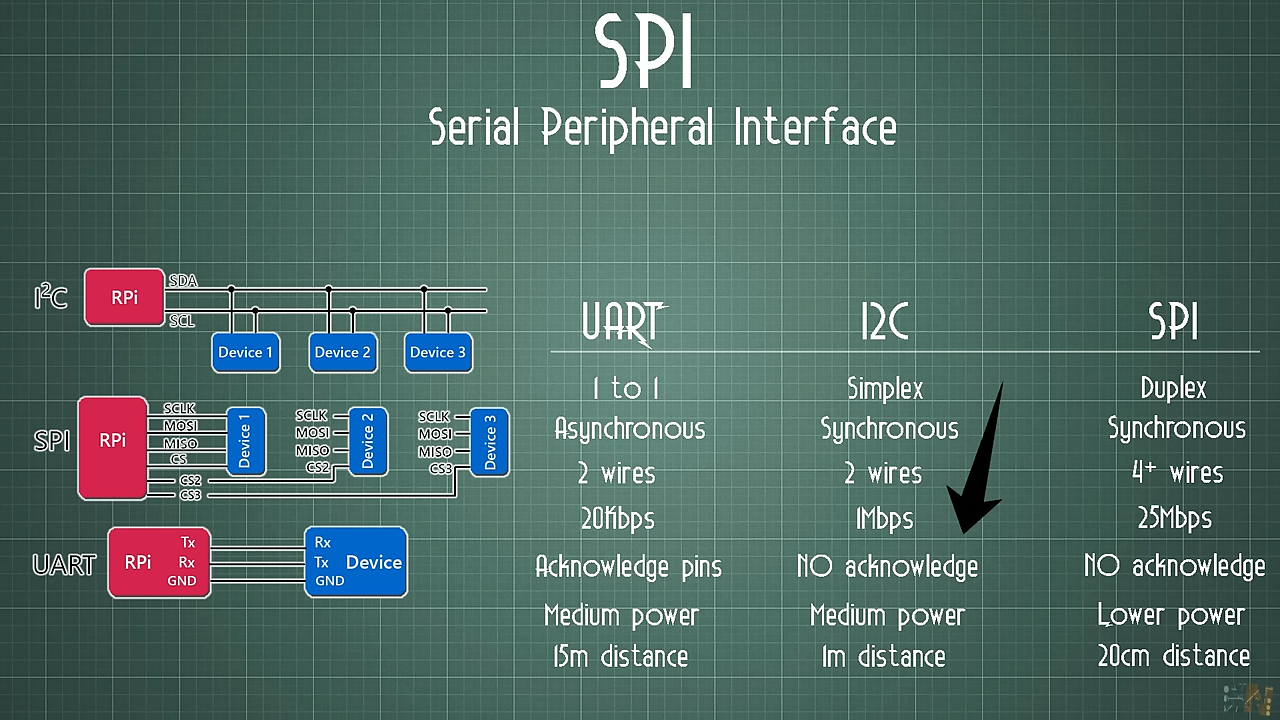 SPI
Serial Peripheral Interface
I²C
RPi
SDA
SCL
Device 1
Device 2
Device 3
SPI
RPi
SCLK
MOSI
MISO
CS
CS2
CS3
Device 1
SCLK
MOSI
MISO
CS2
Device 2
SCLK
MOSI
MISO
CS3
Device 3
UART
RPi
Tx
Rx
GND
Rx
Tx
GND
Device
UART I2C SPI
1 to 1 Simplex Duplex
Asynchronous Synchronous Synchronous
2 wires 2 wires 4+ wires
20Kbps 1Mbps 25Mbps
Acknowledge pins NO acknowledge NO acknowledge
Medium power Medium power Lower power
15m distance 1m distance 20cm distance